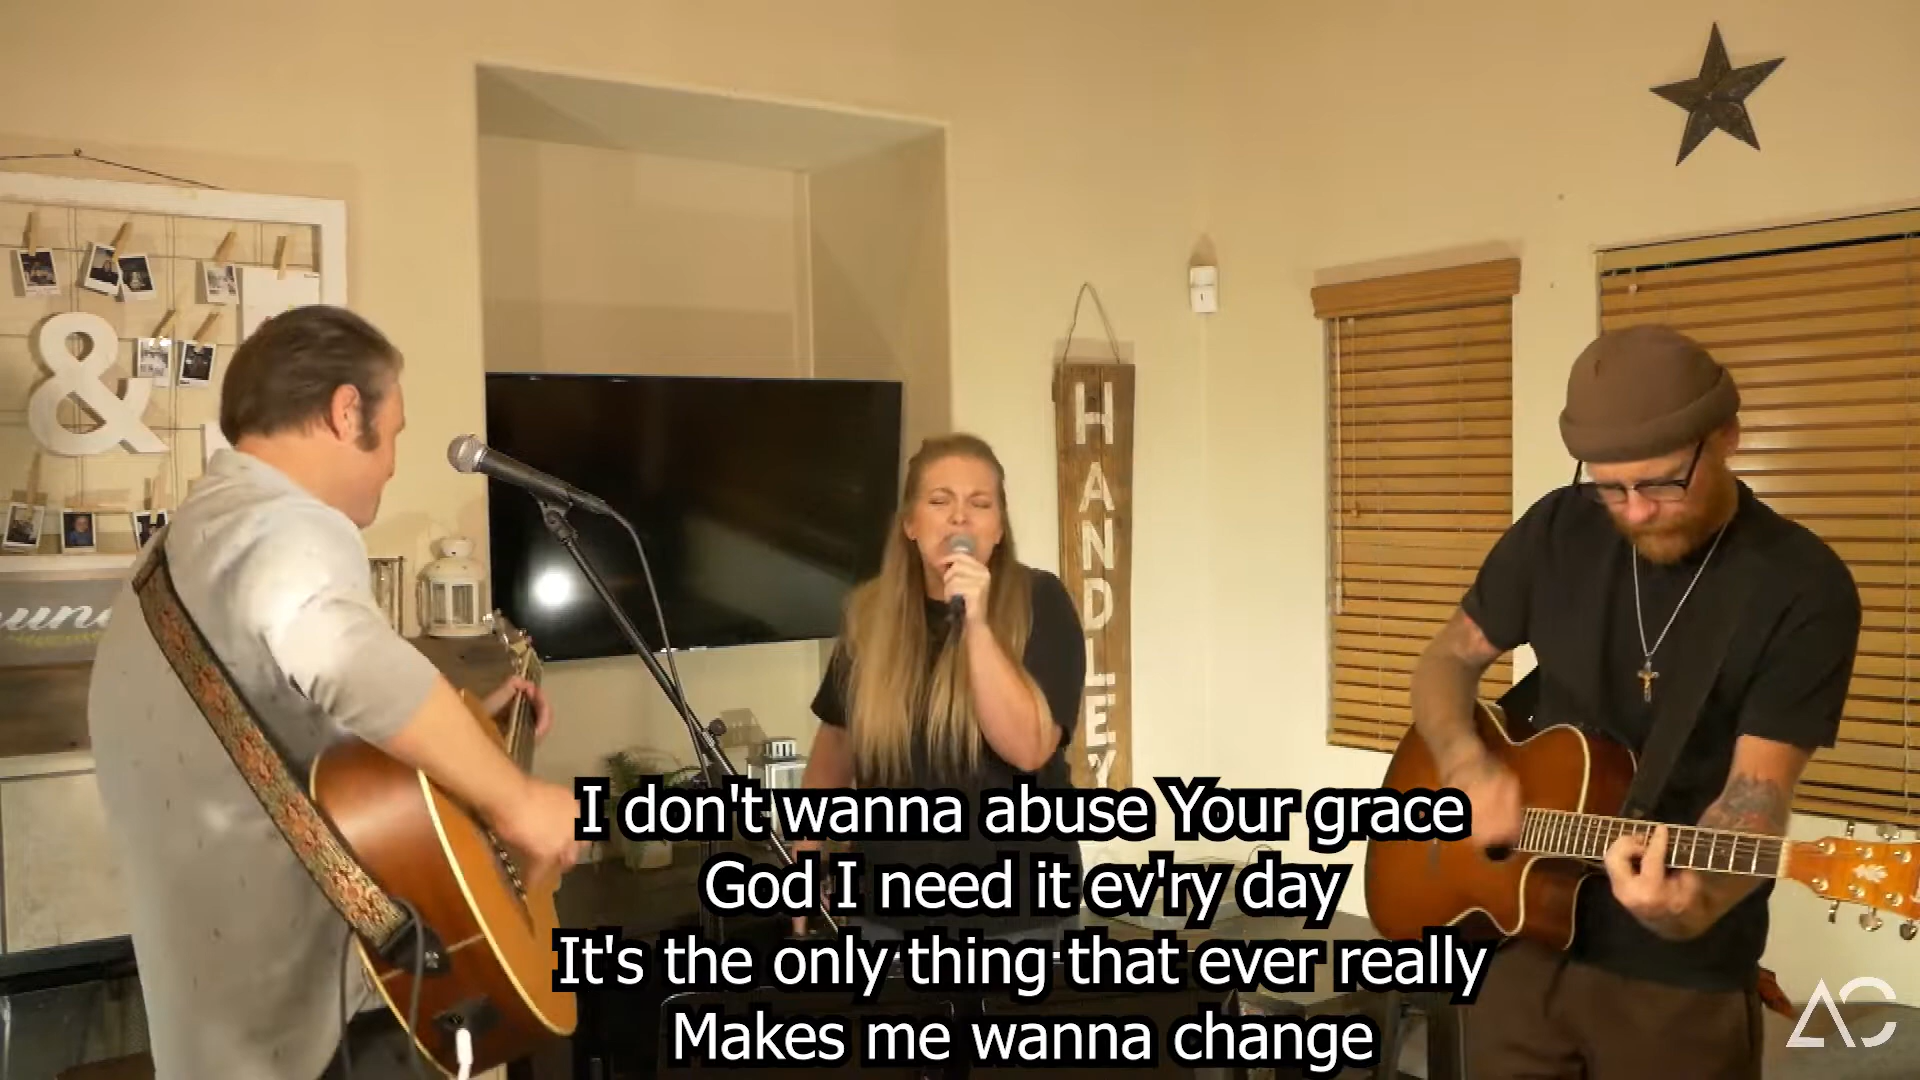 &
HANDLEY
I don't wanna abuse Your grace
God I need it ev'ry day
It's the only thing that ever really
Makes me wanna change
AC